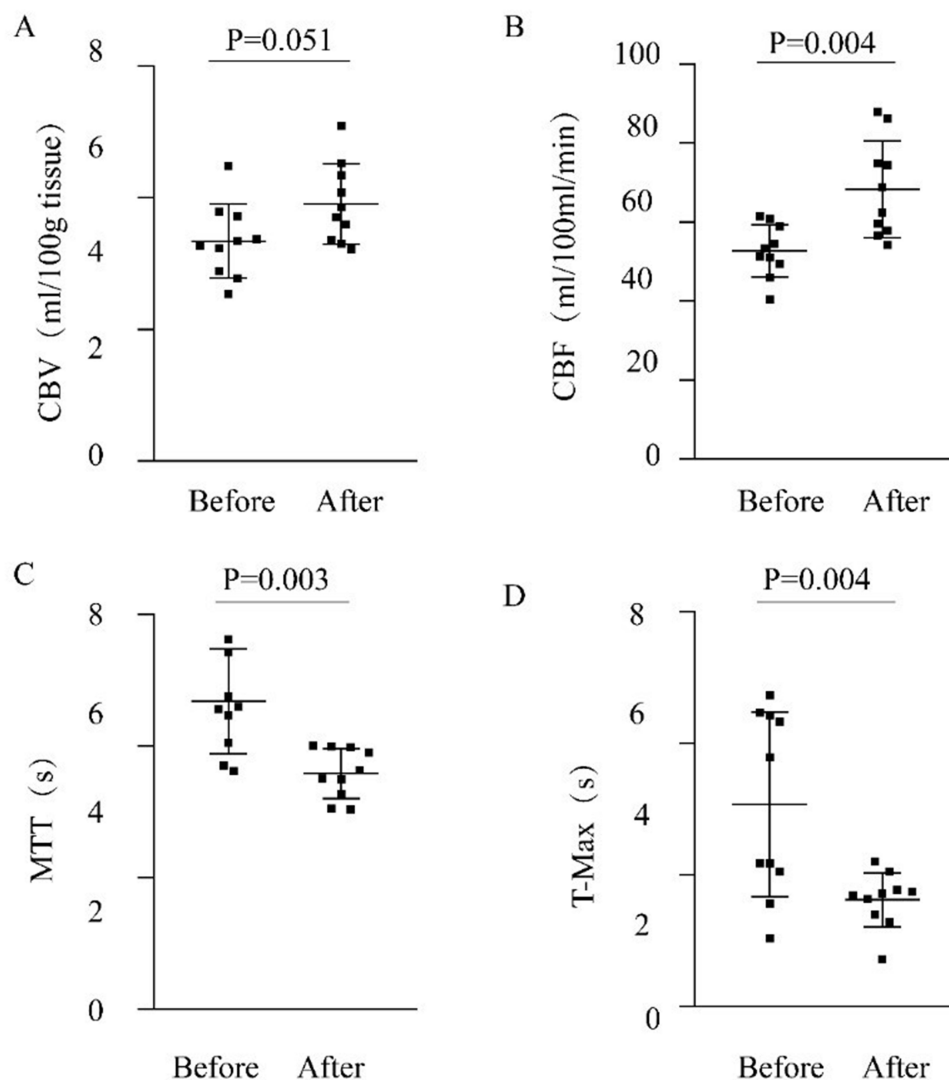 A
P=0.051
CBV (ml/100g tissue)
8
6
4
2
0
Before After
B
P=0.004
CBF (ml/100ml/min)
100
80
60
40
20
0
Before After
C
P=0.003
MTT (s)
8
6
4
2
0
Before After
D
P=0.004
T-Max (s)
8
6
4
2
0
Before After